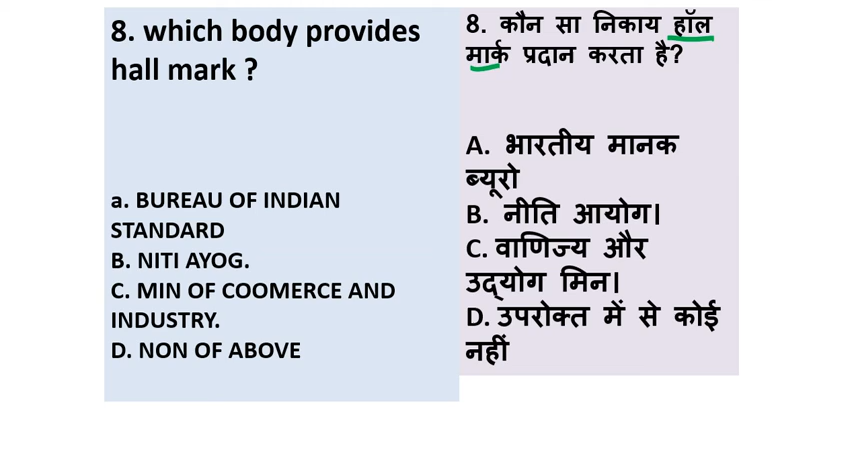 8. which body provides
hall mark ?
a. BUREAU OF INDIAN
STANDARD
B. NITI AYOG.
C. MIN OF COOMERCE AND
INDUSTRY.
D. NON OF ABOVE
8. कौन सा निकाय हॉल
मार्क प्रदान करता है?
A. भारतीय मानक
ब्यूरो
B. नीति आयोग।
C. वाणिज्य और
उद्योग मिन।
D. उपरोक्त में से कोई
नहीं